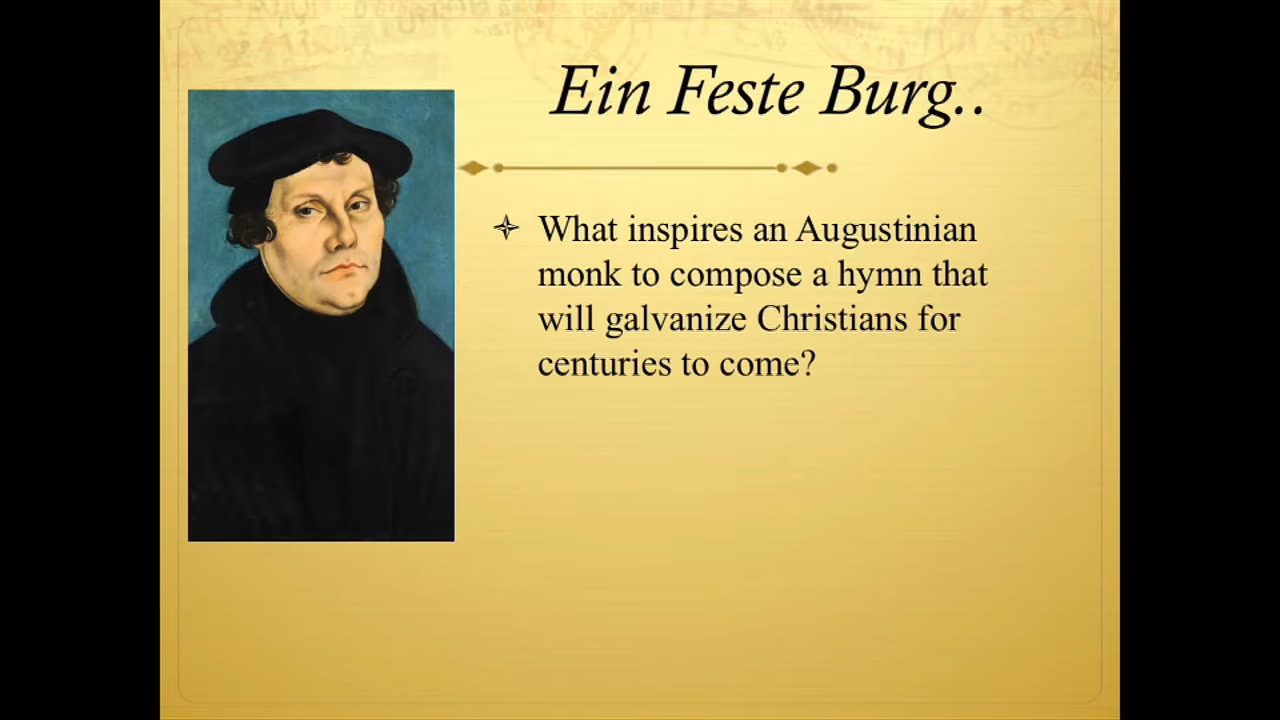 Ein Feste Burg..
What inspires an Augustinian
monk to compose a hymn that
will galvanize Christians for
centuries to come?